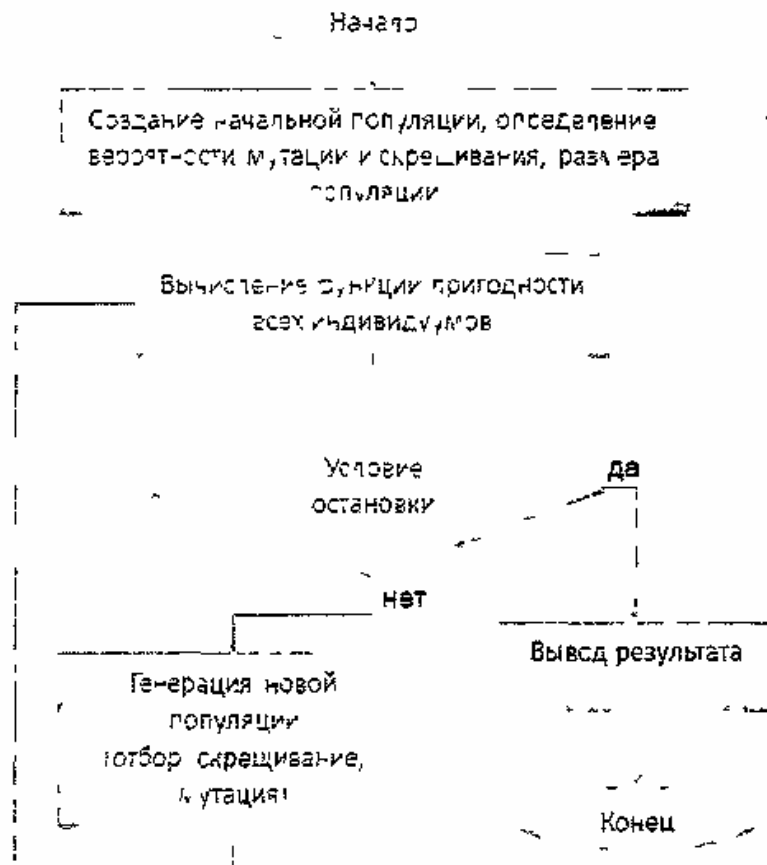 Начало
Создание начальной популяции, определение
вероятности мутации и скрещивания, размера
популяции
Вычисление функции пригодности
всех индивидуумов
Условие
остановки
да
нет
Вывод результата
Генерация новой
популяции
(отбор, скрещивание,
мутация)
Конец